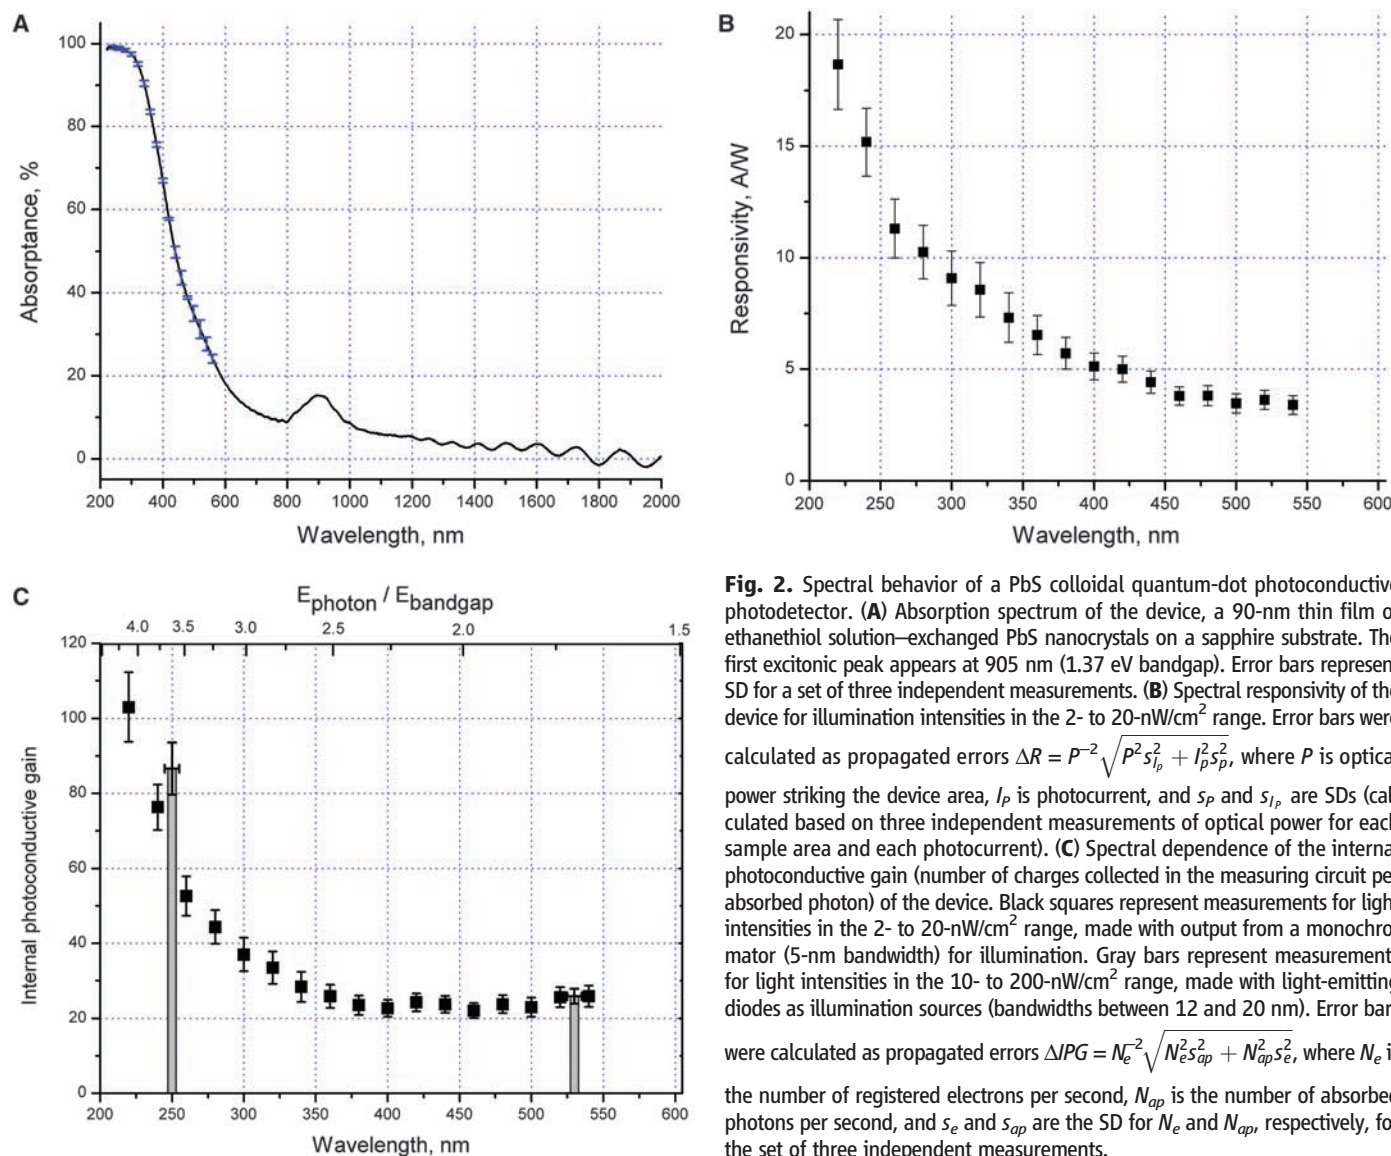 A
100
80
60
40
20
0
Absorptance, %
200 400 600 800 1000 1200 1400 1600 1800 2000
Wavelength, nm
B
20
15
10
5
0
Responsivity, A/W
200 250 300 350 400 450 500 550 600
Wavelength, nm
C
E_photon / E_bandgap
4.0 3.5 3.0 2.5 2.0 1.5
120
100
80
60
40
20
0
Internal photoconductive gain
200 250 300 350 400 450 500 550 600
Wavelength, nm
Fig. 2. Spectral behavior of a PbS colloidal quantum-dot photoconductive
photodetector. (A) Absorption spectrum of the device, a 90-nm thin film o
ethanethiol solution–exchanged PbS nanocrystals on a sapphire substrate. The
first excitonic peak appears at 905 nm (1.37 eV bandgap). Error bars represen
SD for a set of three independent measurements. (B) Spectral responsivity of the
device for illumination intensities in the 2- to 20-nW/cm² range. Error bars were
calculated as propagated errors ΔR = P⁻²√(P²s²_{I_p} + I²_p s²_p), where P is optica
power striking the device area, I_P is photocurrent, and s_P and s_{I_P} are SDs (cal
culated based on three independent measurements of optical power for each
sample area and each photocurrent). (C) Spectral dependence of the interna
photoconductive gain (number of charges collected in the measuring circuit pe
absorbed photon) of the device. Black squares represent measurements for ligh
intensities in the 2- to 20-nW/cm² range, made with output from a monochro
mator (5-nm bandwidth) for illumination. Gray bars represent measurement
for light intensities in the 10- to 200-nW/cm² range, made with light-emitting
diodes as illumination sources (bandwidths between 12 and 20 nm). Error bar
were calculated as propagated errors ΔIPG = N_e⁻²√(N²_e s²_ap + N²_ap s²_e), where N_e i
the number of registered electrons per second, N_ap is the number of absorbed
photons per second, and s_e and s_ap are the SD for N_e and N_ap, respectively, fo
the set of three independent measurements.